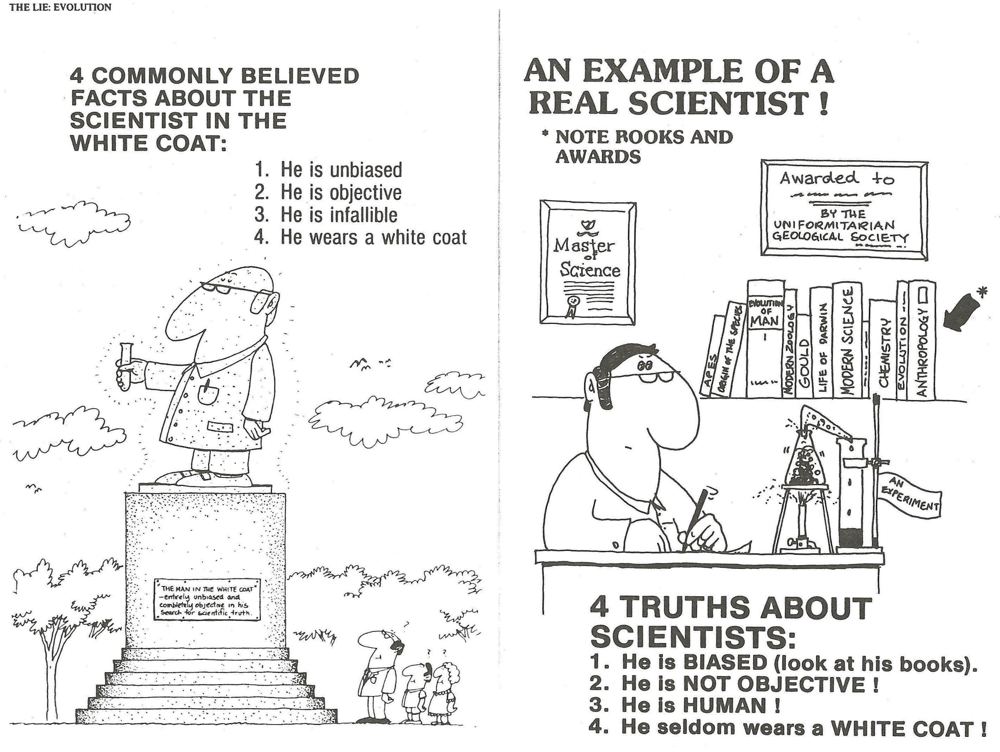 THE LIE: EVOLUTION
4 COMMONLY BELIEVED
FACTS ABOUT THE
SCIENTIST IN THE
WHITE COAT:
1. He is unbiased
2. He is objective
3. He is infallible
4. He wears a white coat
"THE MAN IN THE WHITE COAT"
-entirely unbiased and
completely objective in his
search for scientific truth.
? ? ?
AN EXAMPLE OF A
REAL SCIENTIST !
* NOTE BOOKS AND
AWARDS
Awarded to
BY THE
UNIFORMITARIAN
GEOLOGICAL SOCIETY
Master
of
Science
*
APES
ORIGIN OF THE SPECIES
EVOLUTION
OF
MAN
MODERN ZOOLOGY
GOULD
LIFE OF DARWIN
MODERN SCIENCE
CHEMISTRY
EVOLUTION
ANTHROPOLOGY
AN
EXPERIMENT
4 TRUTHS ABOUT
SCIENTISTS:
1. He is BIASED (look at his books).
2. He is NOT OBJECTIVE !
3. He is HUMAN !
4. He seldom wears a WHITE COAT !